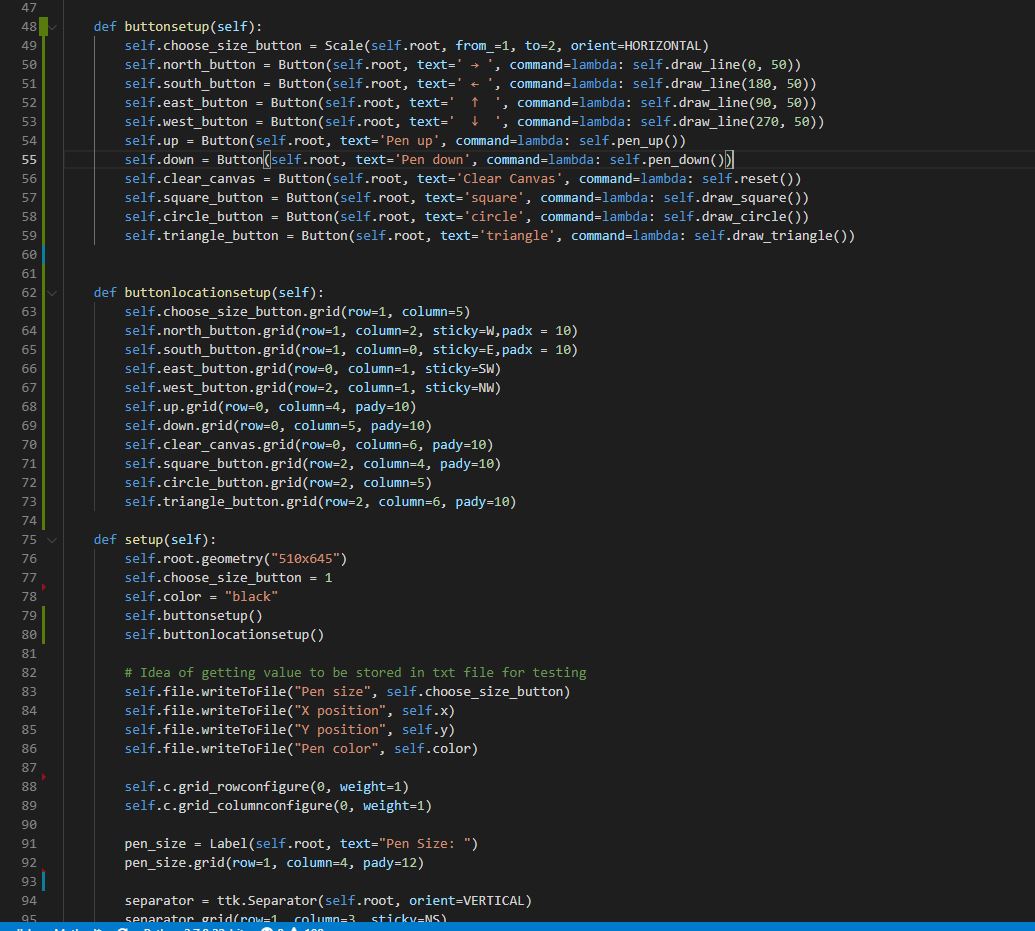 47
48 def buttonsetup(self):
49 self.choose_size_button = Scale(self.root, from_=1, to=2, orient=HORIZONTAL)
50 self.north_button = Button(self.root, text=' → ', command=lambda: self.draw_line(0, 50))
51 self.south_button = Button(self.root, text=' ← ', command=lambda: self.draw_line(180, 50))
52 self.east_button = Button(self.root, text='  ↑  ', command=lambda: self.draw_line(90, 50))
53 self.west_button = Button(self.root, text='  ↓  ', command=lambda: self.draw_line(270, 50))
54 self.up = Button(self.root, text='Pen up', command=lambda: self.pen_up())
55 self.down = Button(self.root, text='Pen down', command=lambda: self.pen_down())
56 self.clear_canvas = Button(self.root, text='Clear Canvas', command=lambda: self.reset())
57 self.square_button = Button(self.root, text='square', command=lambda: self.draw_square())
58 self.circle_button = Button(self.root, text='circle', command=lambda: self.draw_circle())
59 self.triangle_button = Button(self.root, text='triangle', command=lambda: self.draw_triangle())
60
61
62 def buttonlocationsetup(self):
63 self.choose_size_button.grid(row=1, column=5)
64 self.north_button.grid(row=1, column=2, sticky=W,padx = 10)
65 self.south_button.grid(row=1, column=0, sticky=E,padx = 10)
66 self.east_button.grid(row=0, column=1, sticky=SW)
67 self.west_button.grid(row=2, column=1, sticky=NW)
68 self.up.grid(row=0, column=4, pady=10)
69 self.down.grid(row=0, column=5, pady=10)
70 self.clear_canvas.grid(row=0, column=6, pady=10)
71 self.square_button.grid(row=2, column=4, pady=10)
72 self.circle_button.grid(row=2, column=5)
73 self.triangle_button.grid(row=2, column=6, pady=10)
74
75 def setup(self):
76 self.root.geometry("510x645")
77 self.choose_size_button = 1
78 self.color = "black"
79 self.buttonsetup()
80 self.buttonlocationsetup()
81
82 # Idea of getting value to be stored in txt file for testing
83 self.file.writeToFile("Pen size", self.choose_size_button)
84 self.file.writeToFile("X position", self.x)
85 self.file.writeToFile("Y position", self.y)
86 self.file.writeToFile("Pen color", self.color)
87
88 self.c.grid_rowconfigure(0, weight=1)
89 self.c.grid_columnconfigure(0, weight=1)
90
91 pen_size = Label(self.root, text="Pen Size: ")
92 pen_size.grid(row=1, column=4, pady=12)
93
94 separator = ttk.Separator(self.root, orient=VERTICAL)
95 separator.grid(row=1, column=3, sticky=NS)